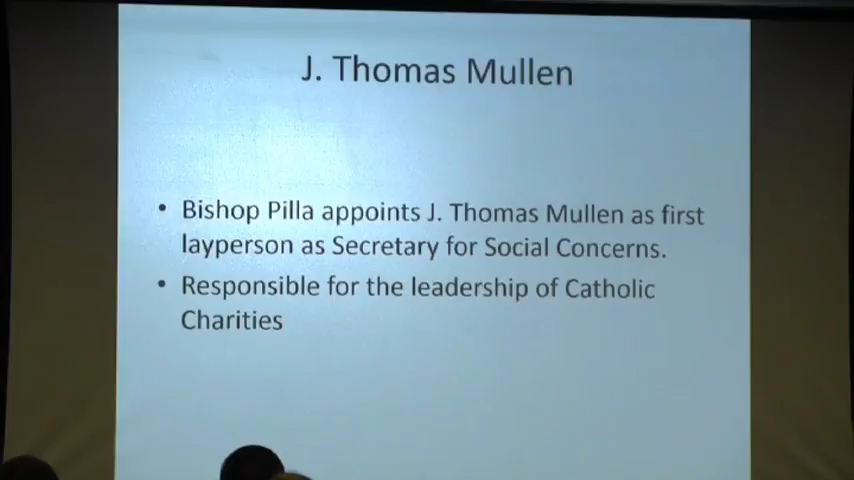 J. Thomas Mullen
• Bishop Pilla appoints J. Thomas Mullen as first
layperson as Secretary for Social Concerns.
• Responsible for the leadership of Catholic
Charities